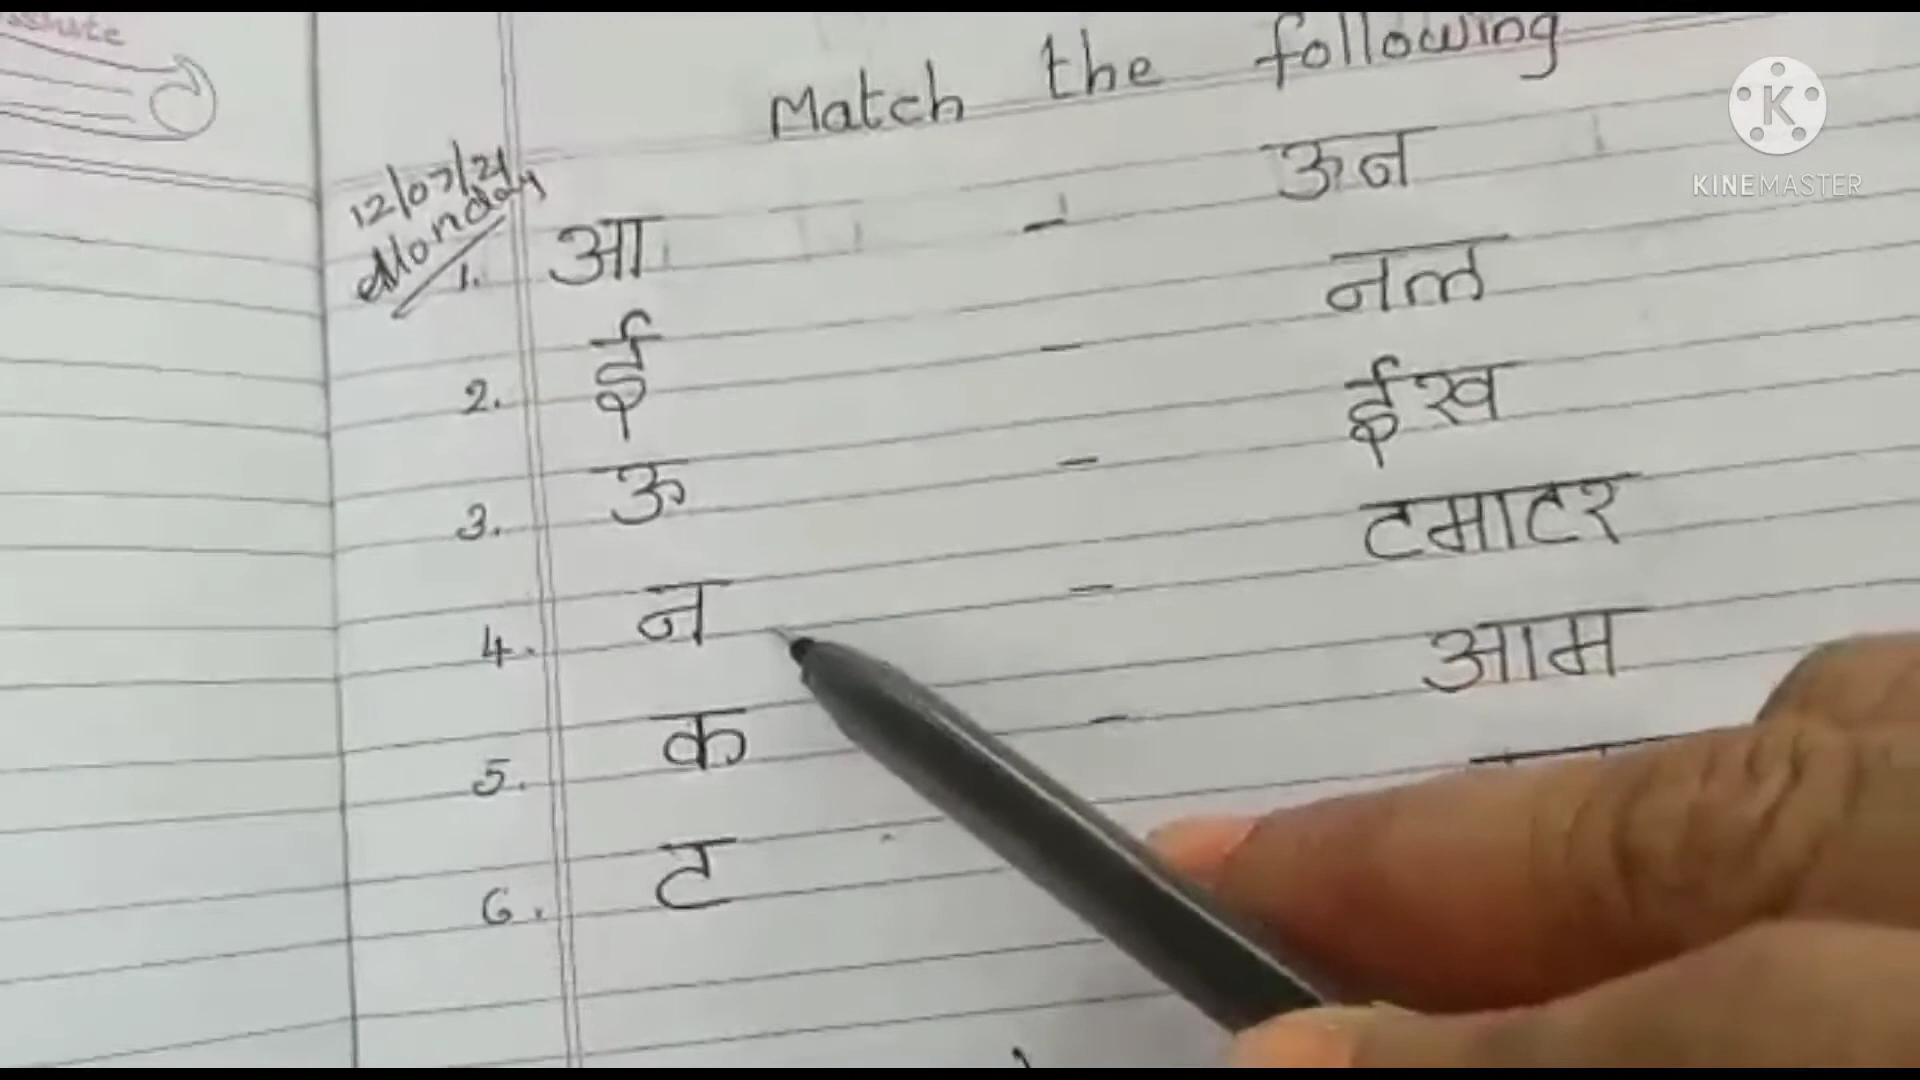 Match the following
12/07/21
Monday
1. आ - ऊन
2. ई - नल
3. ऊ - ईख
4. न - टमाटर
5. क - आम
6. ट
KINEMASTER